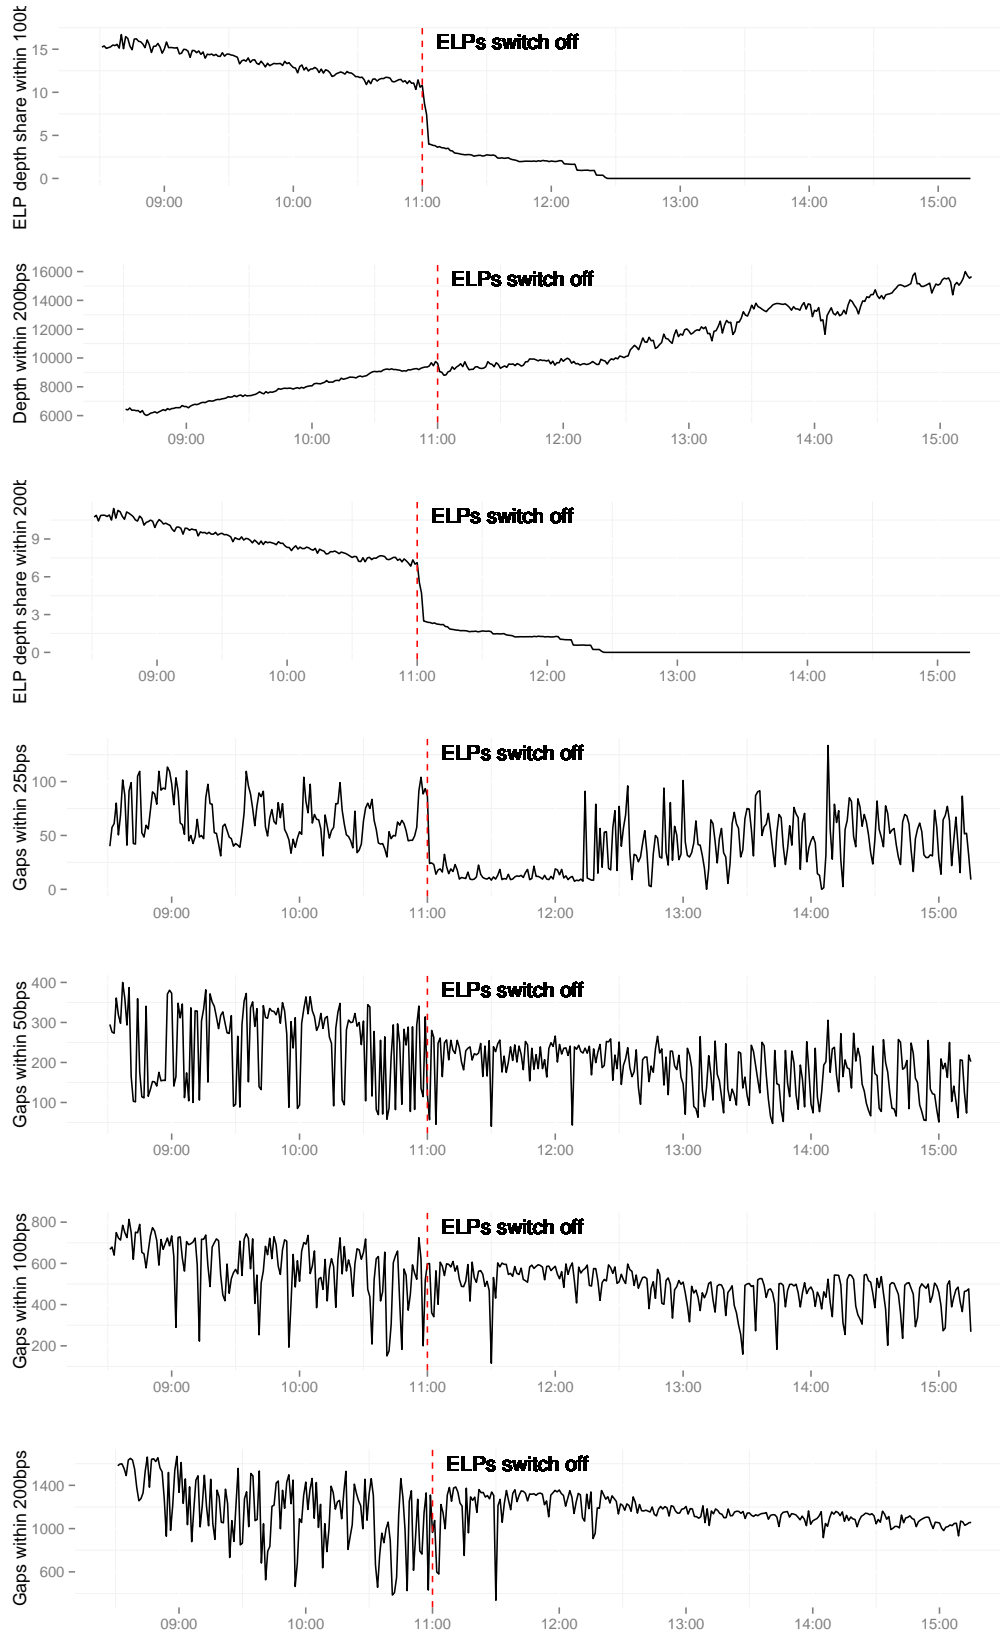 ELP depth share within 100b
15
10
5
0
ELPs switch off
09:00 10:00 11:00 12:00 13:00 14:00 15:00
Depth within 200bps
16000
14000
12000
10000
8000
6000
ELPs switch off
09:00 10:00 11:00 12:00 13:00 14:00 15:00
ELP depth share within 200b
9
6
3
0
ELPs switch off
09:00 10:00 11:00 12:00 13:00 14:00 15:00
Gaps within 25bps
100
50
0
ELPs switch off
09:00 10:00 11:00 12:00 13:00 14:00 15:00
Gaps within 50bps
400
300
200
100
ELPs switch off
09:00 10:00 11:00 12:00 13:00 14:00 15:00
Gaps within 100bps
800
600
400
200
ELPs switch off
09:00 10:00 11:00 12:00 13:00 14:00 15:00
Gaps within 200bps
1400
1000
600
ELPs switch off
09:00 10:00 11:00 12:00 13:00 14:00 15:00